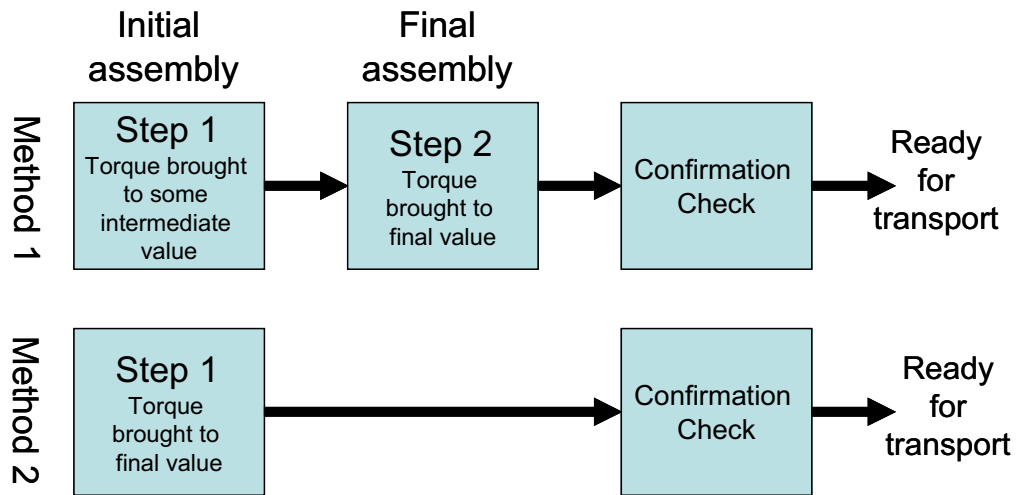 Initial
assembly
Final
assembly
Method 1
Step 1
Torque brought
to some
intermediate
value
Step 2
Torque
brought to
final value
Confirmation
Check
Ready
for
transport
Method 2
Step 1
Torque
brought to
final value
Confirmation
Check
Ready
for
transport